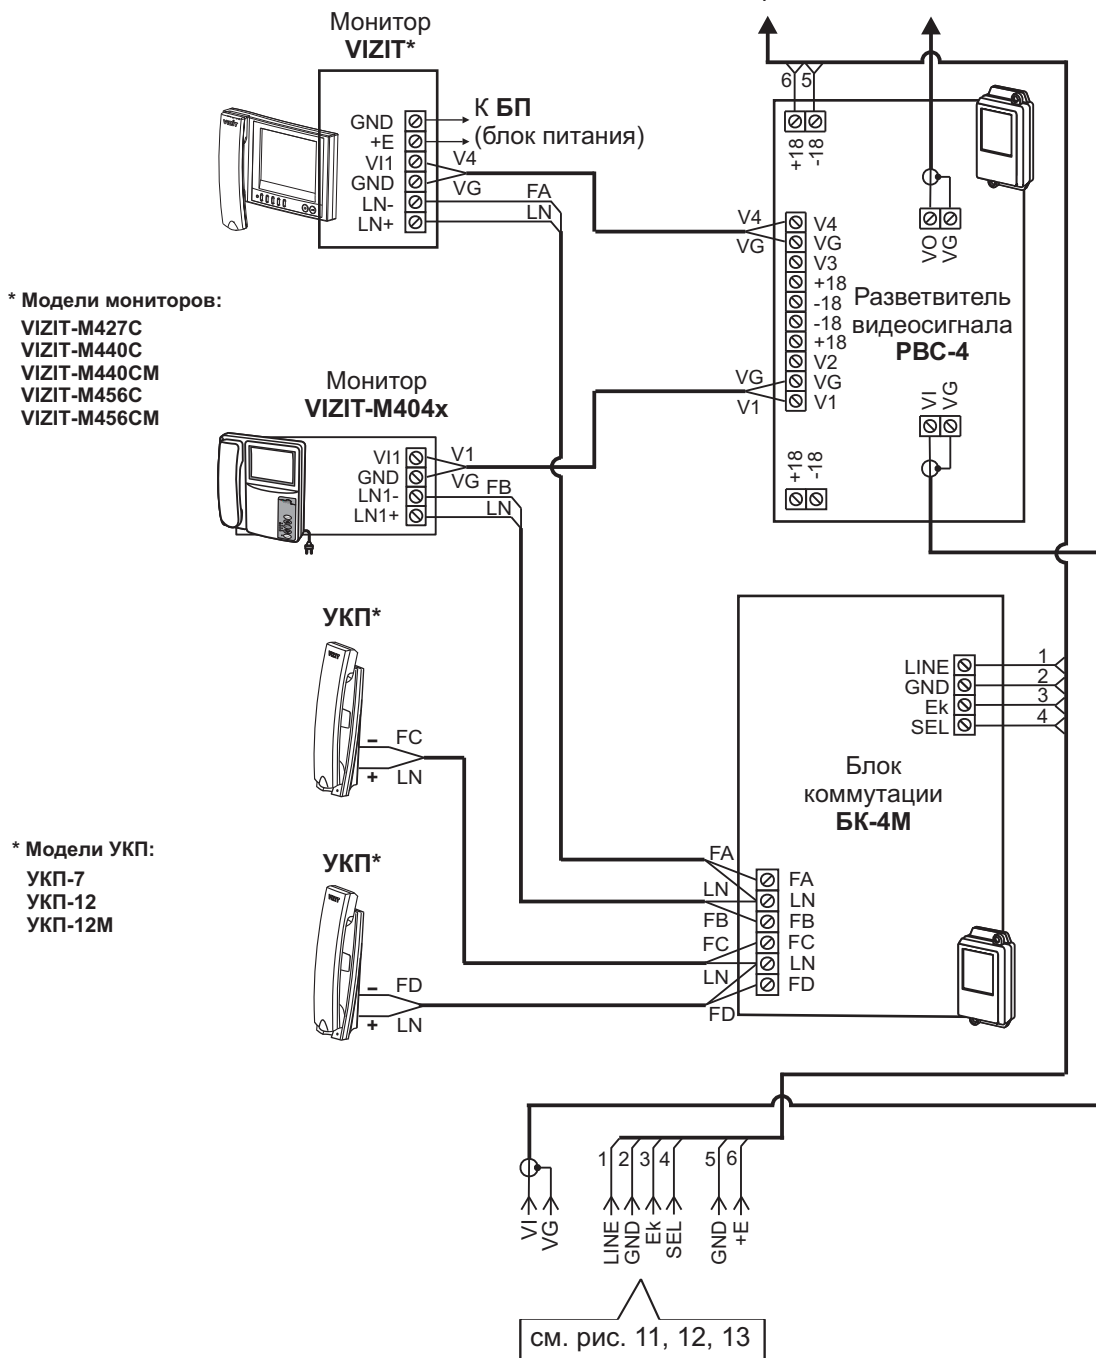 Монитор
VIZIT*
GND
+E
VI1
GND
LN-
LN+
К БП
(блок питания)
V4
VG
FA
LN
6
5
+18
-18
VO
VG
V4
VG
V4
VG
V3
+18
-18
-18
+18
V2
VG
V1
VG
V1
Разветвитель
видеосигнала
РВС-4
VI
VG
+18
-18
* Модели мониторов:
VIZIT-M427C
VIZIT-M440C
VIZIT-M440CM
VIZIT-M456C
VIZIT-M456CM
Монитор
VIZIT-M404x
VI1
GND
LN1-
LN1+
V1
VG
FB
LN
УКП*
VIZIT
– FC
+ LN
LINE
GND
Ek
SEL
1
2
3
4
Блок
коммутации
БК-4М
* Модели УКП:
УКП-7
УКП-12
УКП-12М
УКП*
VIZIT
– FD
+ LN
FA
LN
FB
FC
LN
FD
FA
LN
FB
FC
LN
FD
1
2
3
4
5
6
VI
VG
LINE
GND
Ek
SEL
GND
+E
см. рис. 11, 12, 13